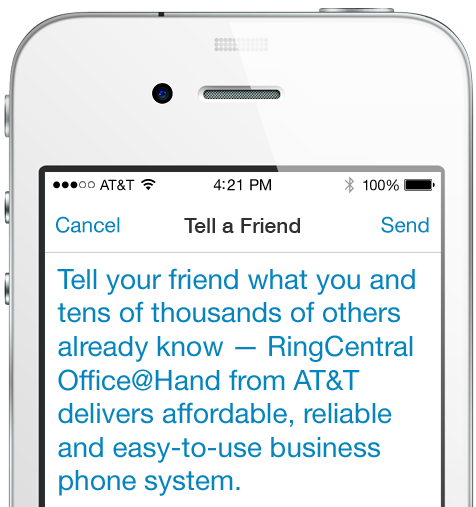 AT&T 4:21 PM 100%
Cancel Tell a Friend Send
Tell your friend what you and
tens of thousands of others
already know — RingCentral
Office@Hand from AT&T
delivers affordable, reliable
and easy-to-use business
phone system.